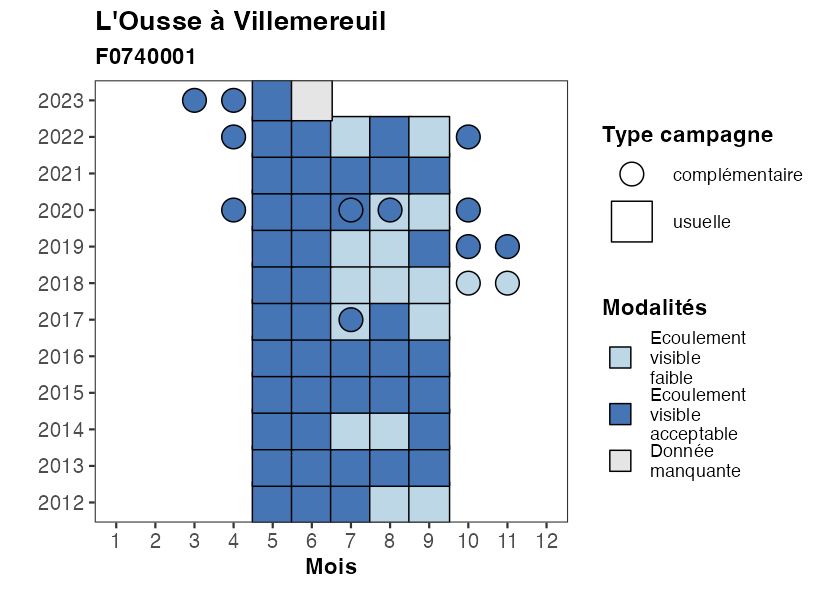 L'Ousse à Villemereuil
F0740001
2023
2022
2021
2020
2019
2018
2017
2016
2015
2014
2013
2012
1 2 3 4 5 6 7 8 9 10 11 12
Mois
Type campagne
complémentaire
usuelle
Modalités
Ecoulement
visible
faible
Ecoulement
visible
acceptable
Donnée
manquante